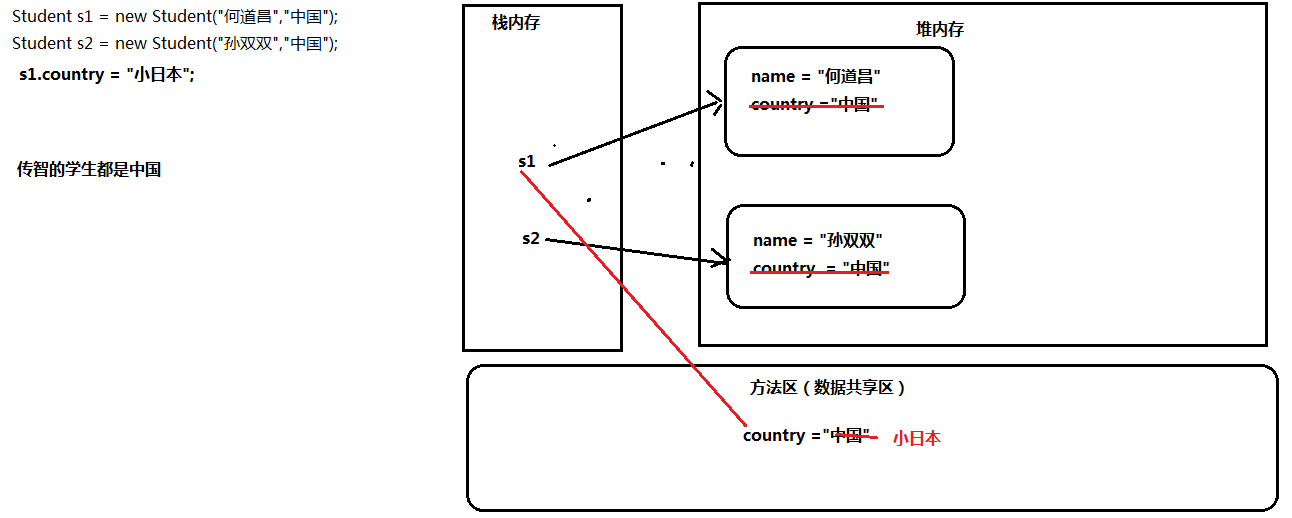 Student s1 = new Student("何道昌","中国");
Student s2 = new Student("孙双双","中国");
s1.country = "小日本";
传智的学生都是中国
栈内存
s1
s2
堆内存
name = "何道昌"
country ="中国"
name = "孙双双"
country = "中国"
方法区（数据共享区）
country ="中国" 小日本